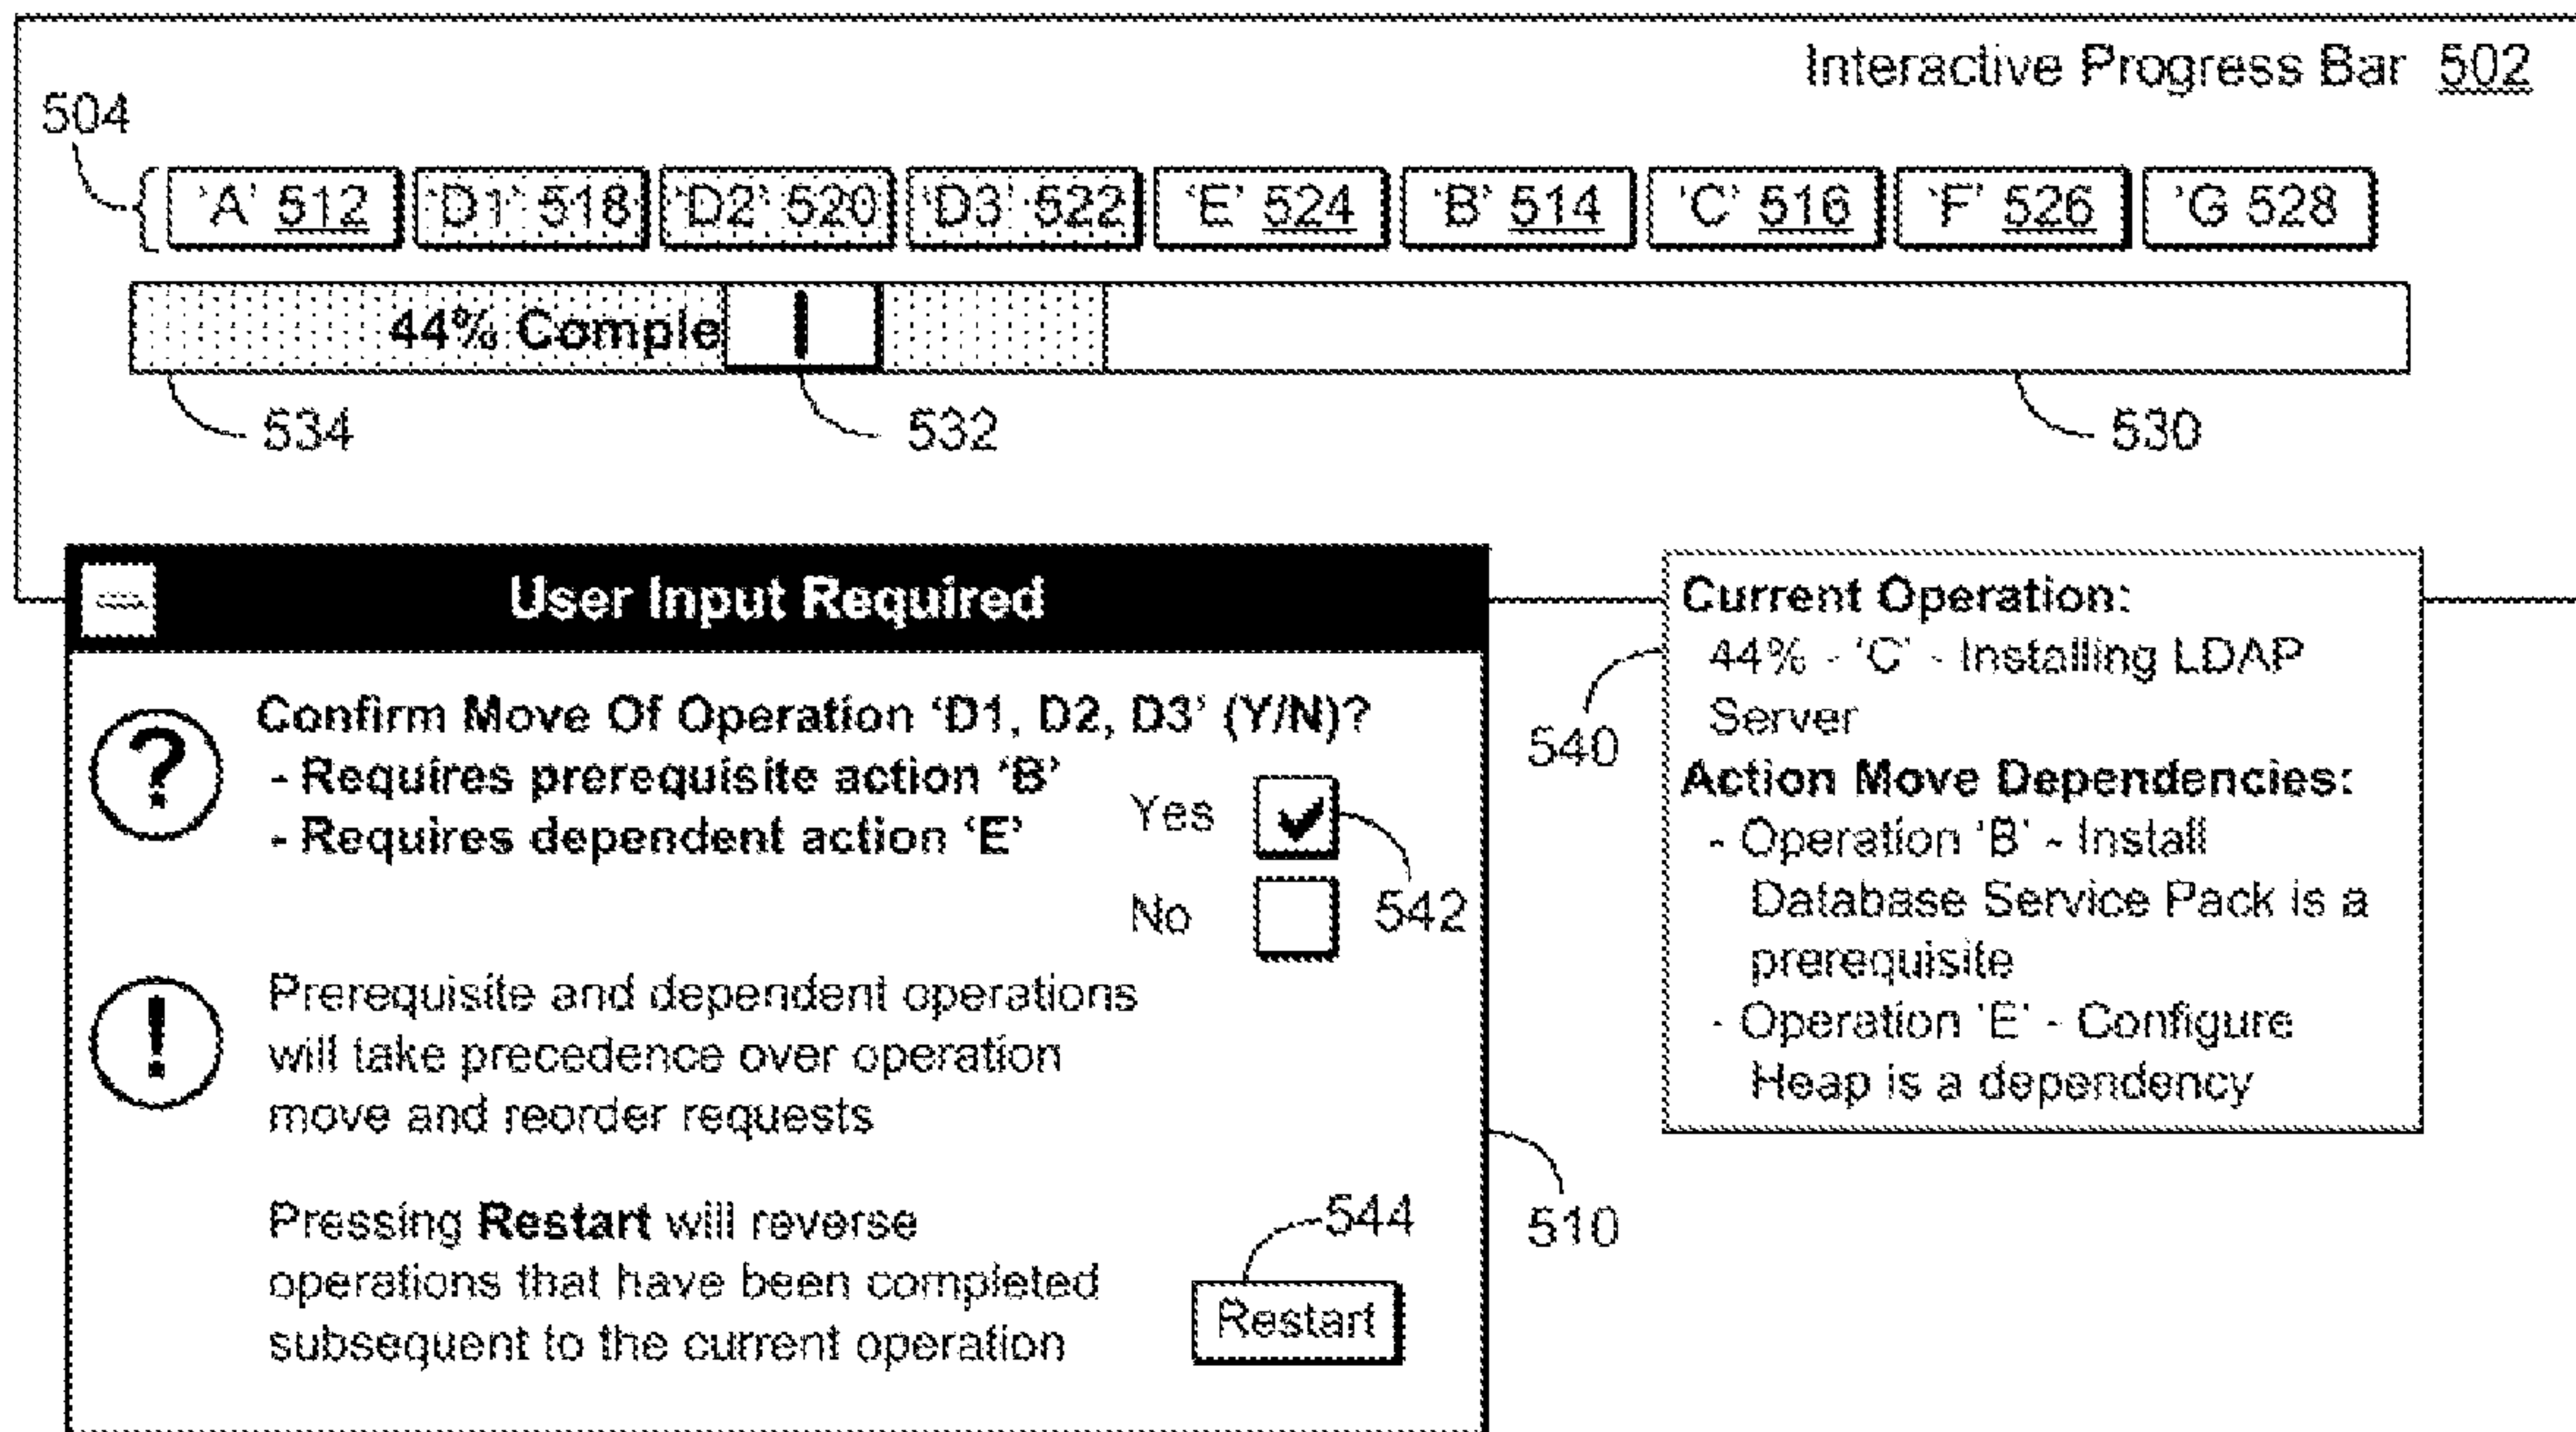 Interactive Progress Bar 502
504
'A' 512 'D1' 518 'D2' 520 'D3' 522 'E' 524 'B' 514 'C' 516 'F' 526 'G 528
44% Comple
534 532 530
User Input Required
Confirm Move Of Operation 'D1, D2, D3' (Y/N)?
- Requires prerequisite action 'B'
- Requires dependent action 'E'
Yes
No
542
Prerequisite and dependent operations
will take precedence over operation
move and reorder requests
Pressing Restart will reverse
operations that have been completed
subsequent to the current operation
544
Restart
510
Current Operation:
44% - 'C' - Installing LDAP
Server
540
Action Move Dependencies:
- Operation 'B' - Install
Database Service Pack is a
prerequisite
- Operation 'E' - Configure
Heap is a dependency